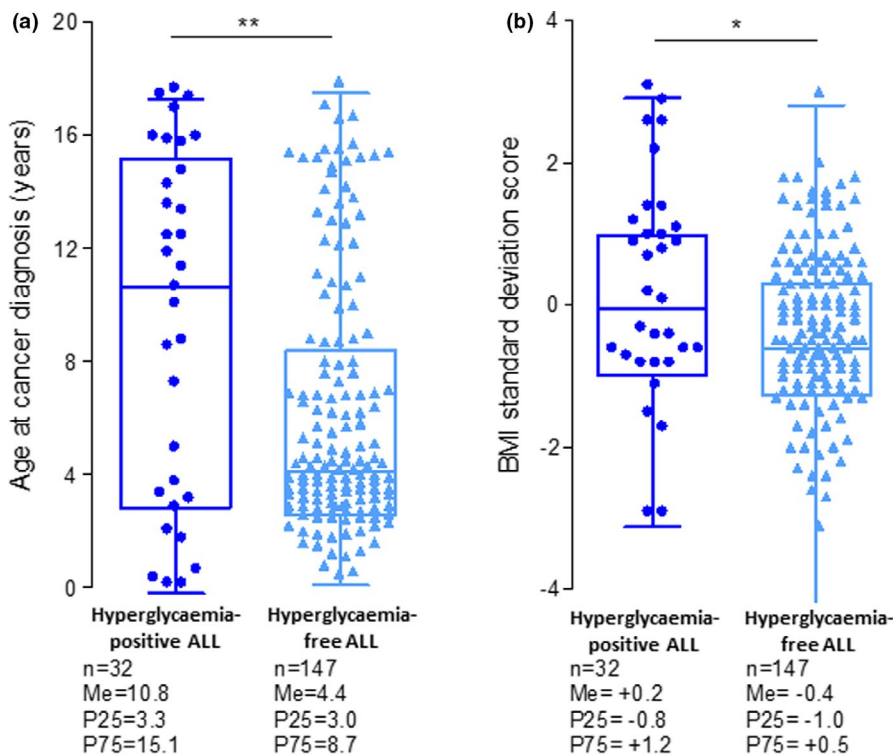 (a)
**
Age at cancer diagnosis (years)
20
16
12
8
4
0
Hyperglycaemia-
positive ALL
n=32
Me=10.8
P25=3.3
P75=15.1
Hyperglycaemia-
free ALL
n=147
Me=4.4
P25=3.0
P75=8.7
(b)
*
BMI standard deviation score
4
2
0
-2
-4
Hyperglycaemia-
positive ALL
n=32
Me= +0.2
P25= -0.8
P75= +1.2
Hyperglycaemia-
free ALL
n=147
Me= -0.4
P25= -1.0
P75= +0.5